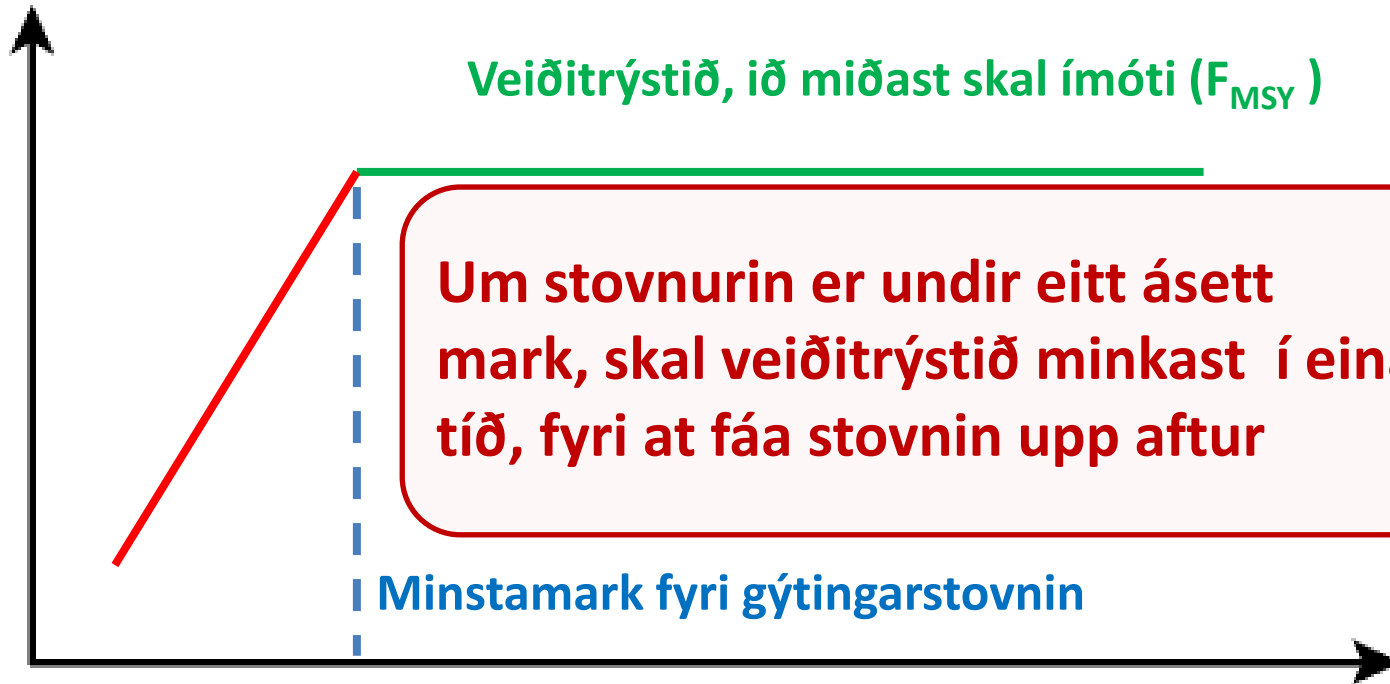 Veiðitrýstið, ið miðast skal ímóti (FMSY )
Um stovnurin er undir eitt ásett
mark, skal veiðitrýstið minkast í eina
tíð, fyri at fáa stovnin upp aftur
Minstamark fyri gýtingarstovnin